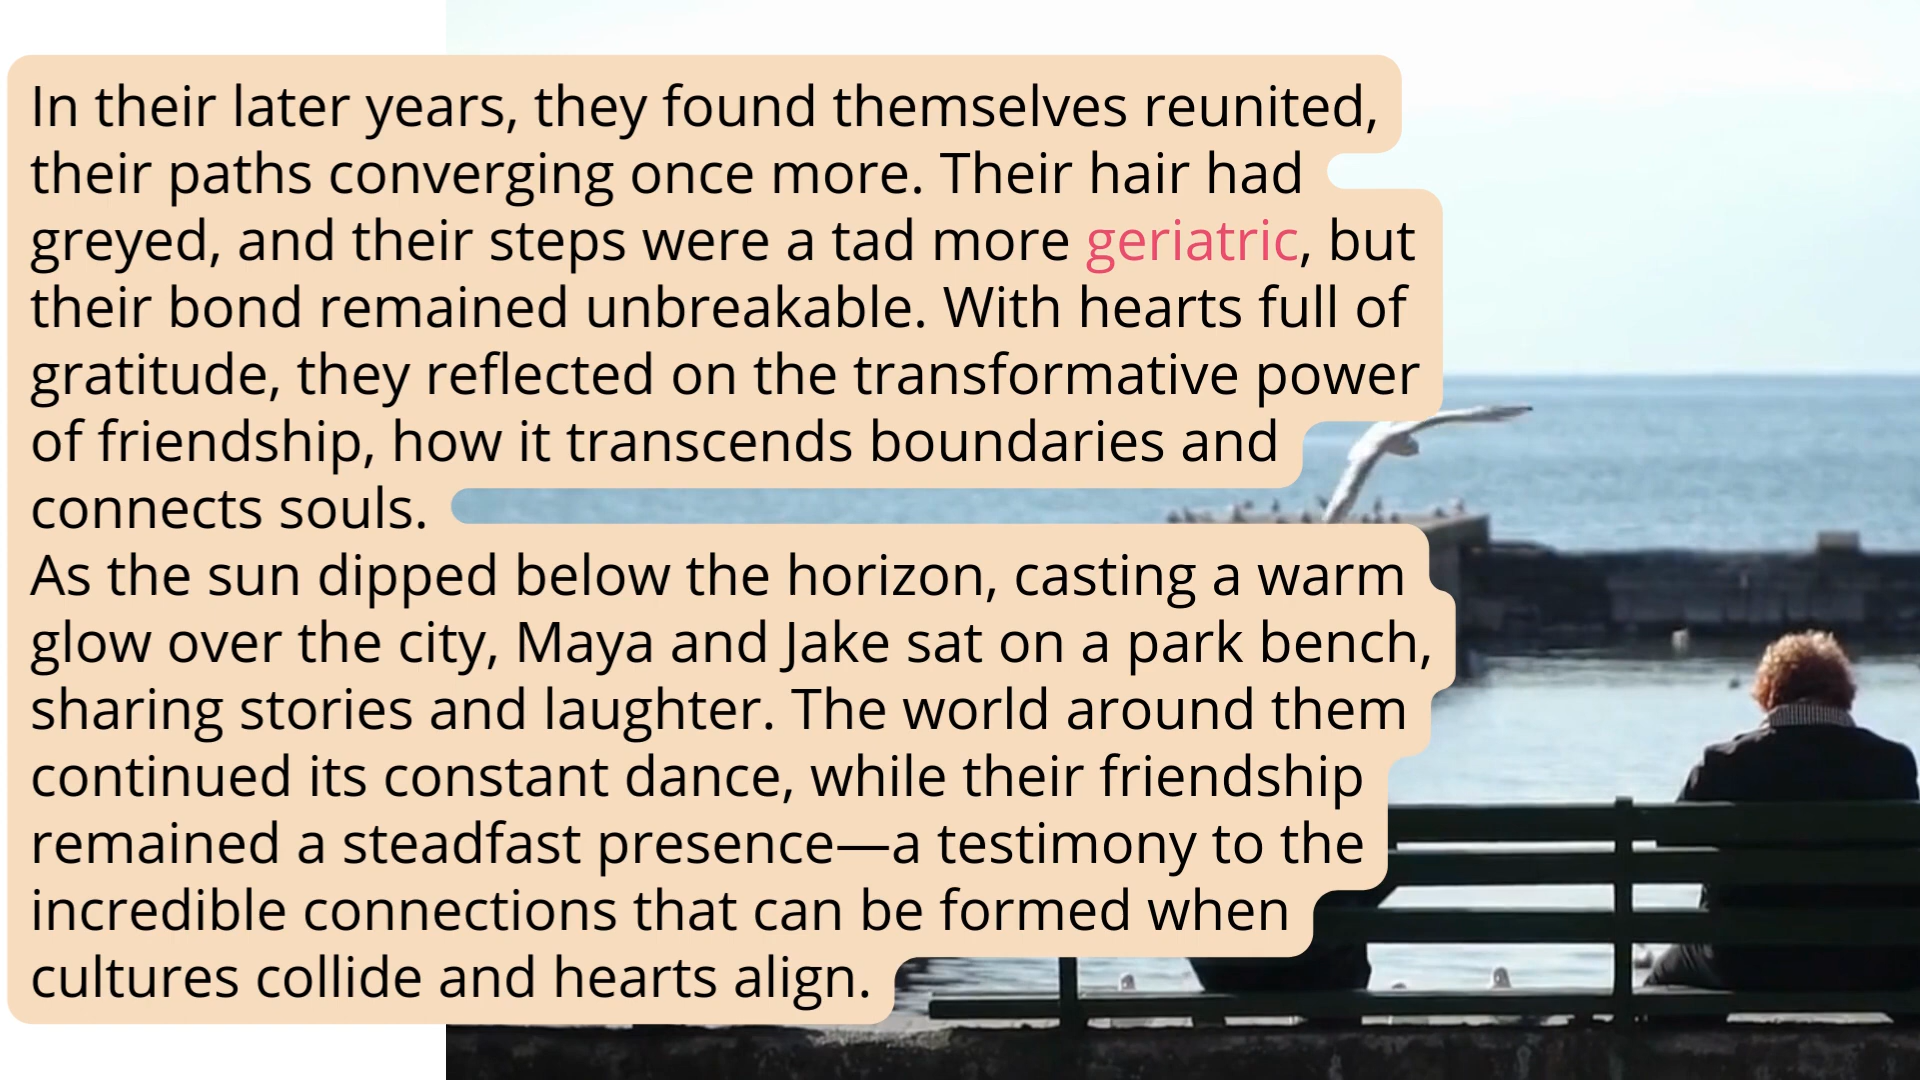 In their later years, they found themselves reunited,
their paths converging once more. Their hair had
greyed, and their steps were a tad more geriatric, but
their bond remained unbreakable. With hearts full of
gratitude, they reflected on the transformative power
of friendship, how it transcends boundaries and
connects souls.
As the sun dipped below the horizon, casting a warm
glow over the city, Maya and Jake sat on a park bench,
sharing stories and laughter. The world around them
continued its constant dance, while their friendship
remained a steadfast presence—a testimony to the
incredible connections that can be formed when
cultures collide and hearts align.